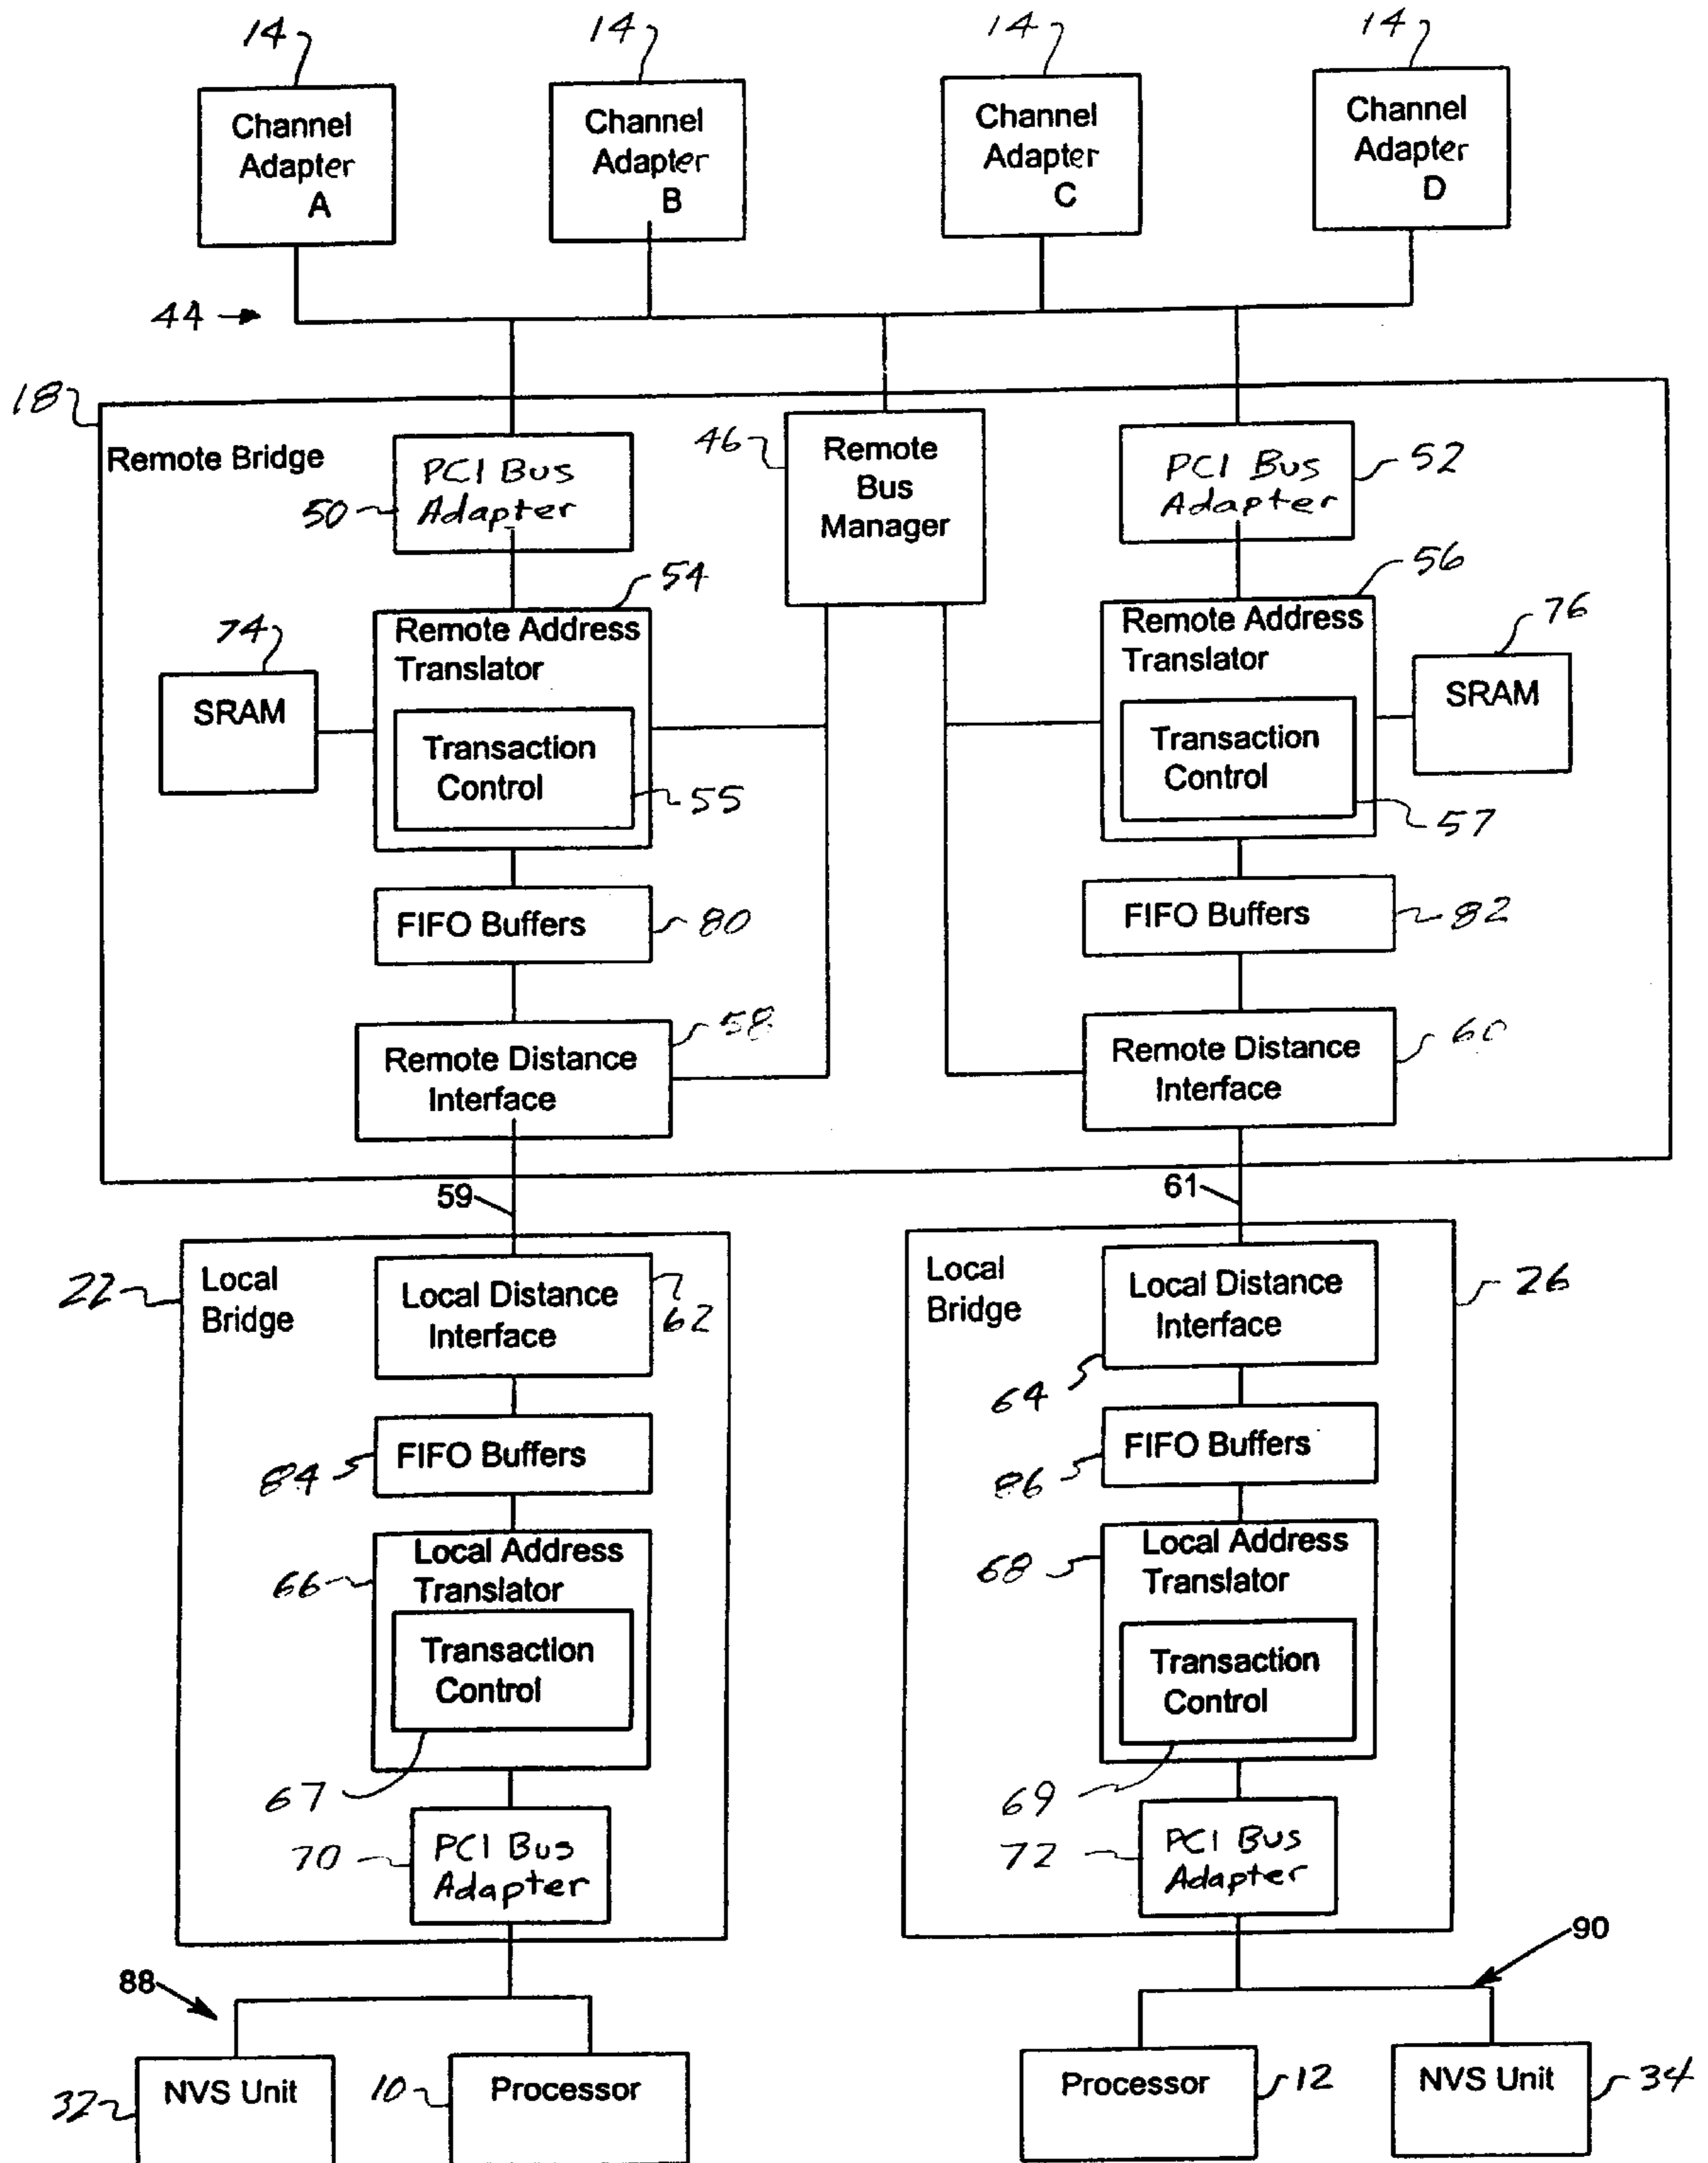 14
14
14
14
Channel
Adapter
A
Channel
Adapter
B
Channel
Adapter
C
Channel
Adapter
D
44
18
Remote Bridge
PCI Bus
Adapter
50
46
Remote
Bus
Manager
PCI Bus
Adapter
52
54
56
74
SRAM
Remote Address
Translator
Transaction
Control
55
Remote Address
Translator
Transaction
Control
57
76
SRAM
FIFO Buffers
80
FIFO Buffers
82
Remote Distance
Interface
58
Remote Distance
Interface
60
59
61
22
Local
Bridge
Local Distance
Interface
62
Local
Bridge
Local Distance
Interface
26
64
84
FIFO Buffers
86
FIFO Buffers
66
Local Address
Translator
Transaction
Control
67
68
Local Address
Translator
Transaction
Control
69
70
PCI Bus
Adapter
72
PCI Bus
Adapter
88
90
32
NVS Unit
10
Processor
Processor
12
NVS Unit
34